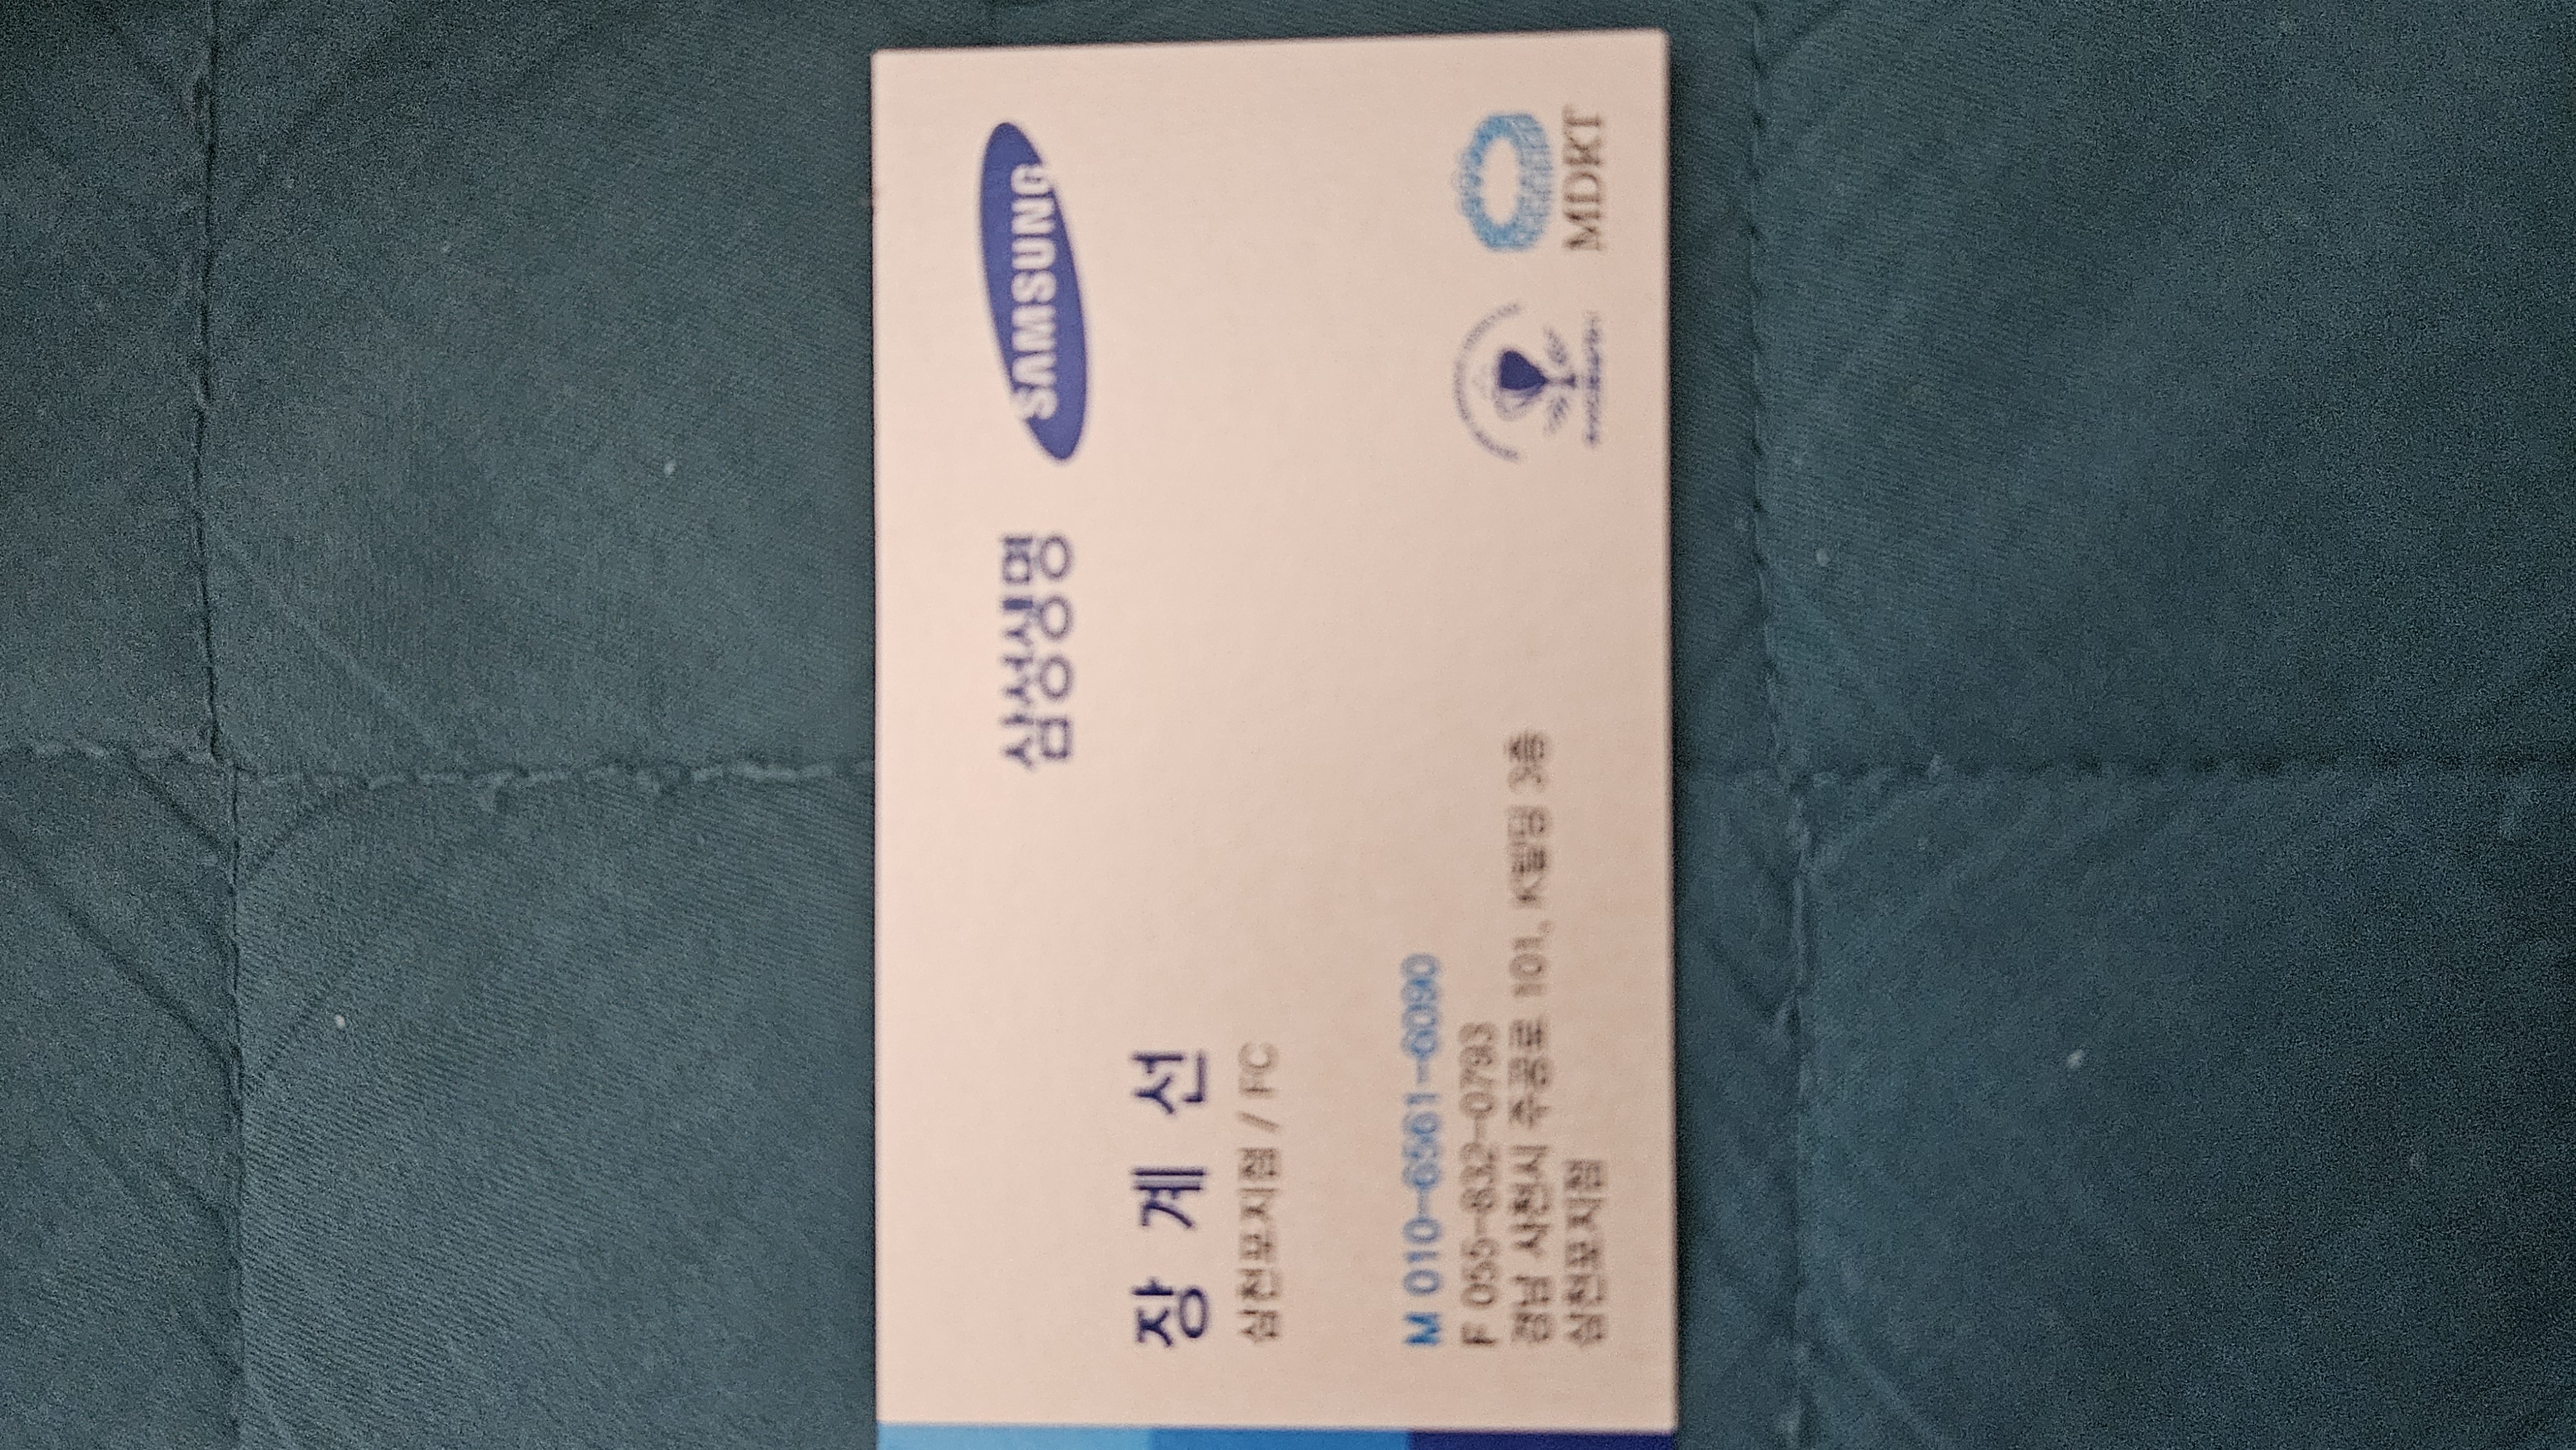 삼성생명
SAMSUNG
장 계 선
삼천포지점 / FC
M 010-6561-6090
F 055-832-0793
경남 사천시 주공로 101, K빌딩 3층
삼천포지점
MDRT